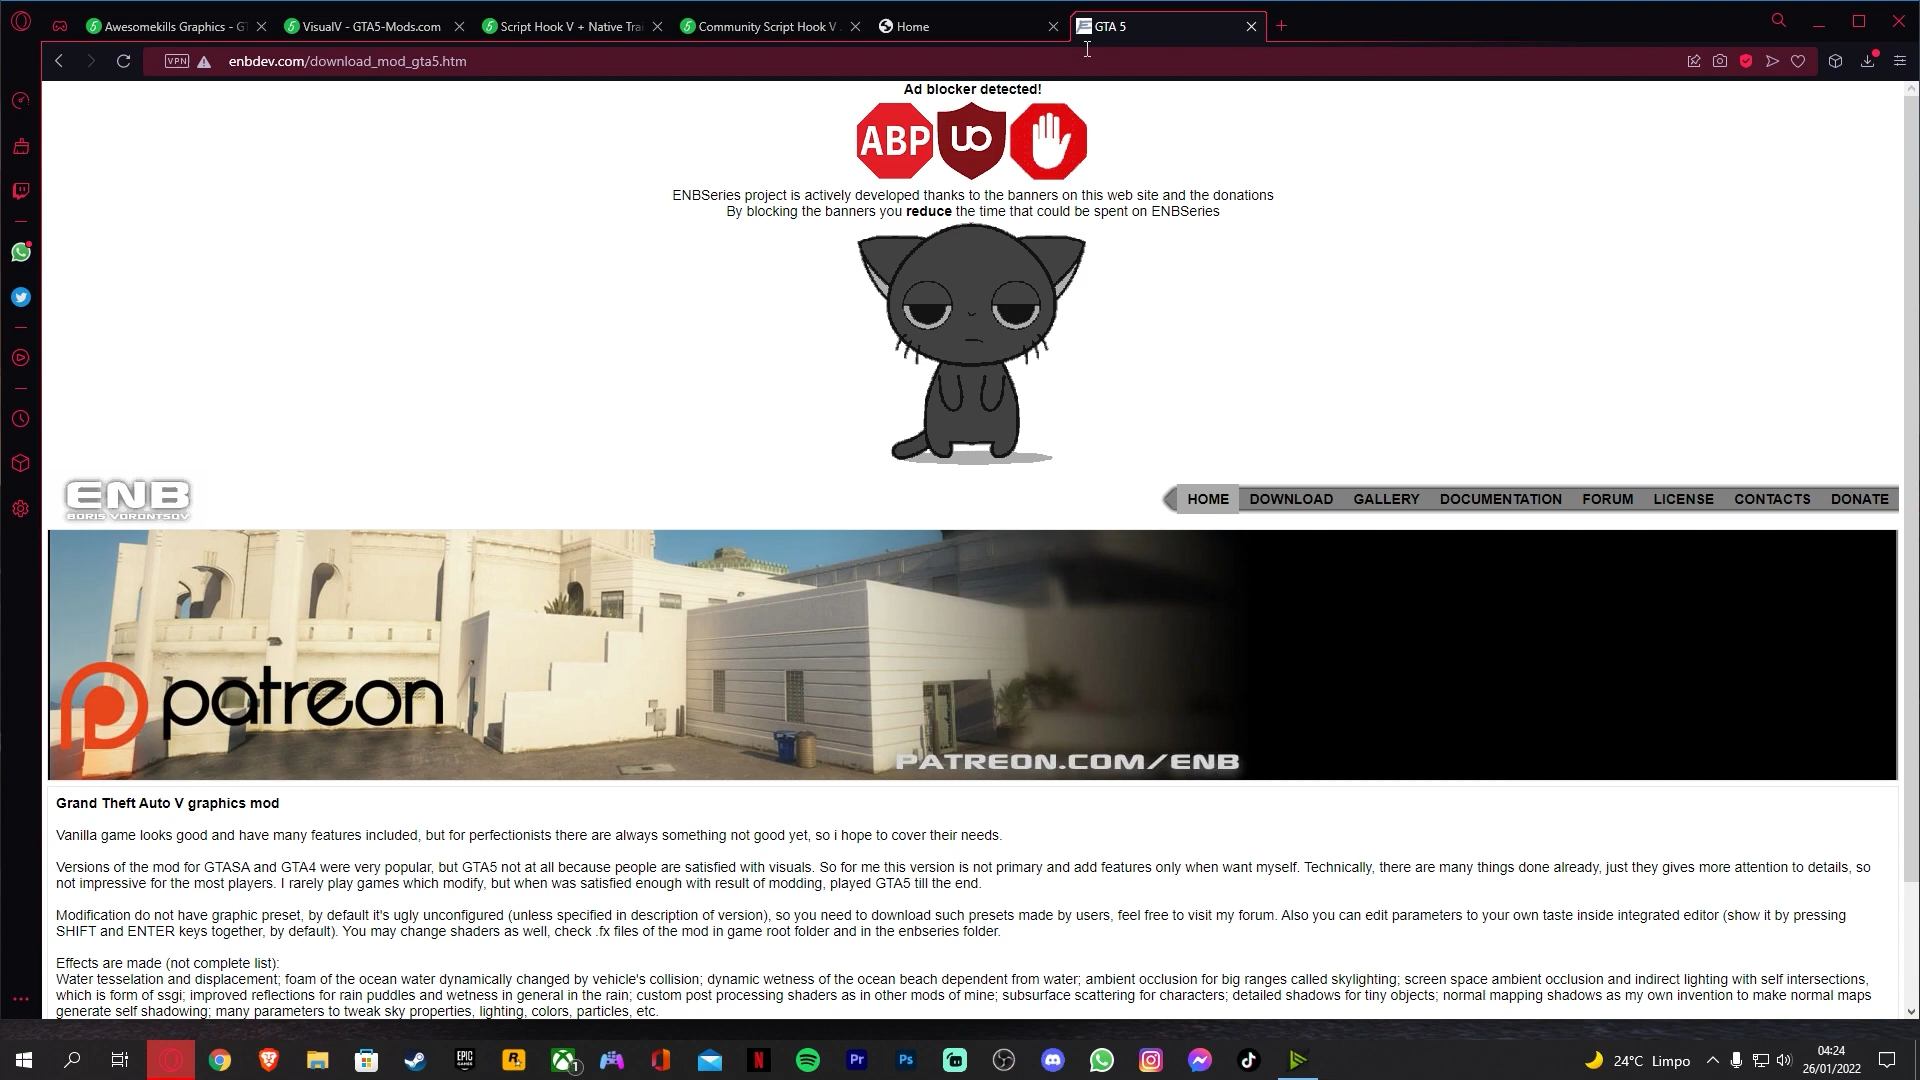 Awesomekills Graphics - GT
VisualV - GTA5-Mods.com
Script Hook V + Native Trai
Community Script Hook V .
Home
GTA 5
VPN
enbdev.com/download_mod_gta5.htm
Ad blocker detected!
ABP
UO
ENBSeries project is actively developed thanks to the banners on this web site and the donations
By blocking the banners you reduce the time that could be spent on ENBSeries
ENB
BORIS VORONTSOV
HOME DOWNLOAD GALLERY DOCUMENTATION FORUM LICENSE CONTACTS DONATE
patreon
PATREON.COM/ENB
Grand Theft Auto V graphics mod
Vanilla game looks good and have many features included, but for perfectionists there are always something not good yet, so i hope to cover their needs.
Versions of the mod for GTASA and GTA4 were very popular, but GTA5 not at all because people are satisfied with visuals. So for me this version is not primary and add features only when want myself. Technically, there are many things done already, just they gives more attention to details, so
not impressive for the most players. I rarely play games which modify, but when was satisfied enough with result of modding, played GTA5 till the end.
Modification do not have graphic preset, by default it's ugly unconfigured (unless specified in description of version), so you need to download such presets made by users, feel free to visit my forum. Also you can edit parameters to your own taste inside integrated editor (show it by pressing
SHIFT and ENTER keys together, by default). You may change shaders as well, check .fx files of the mod in game root folder and in the enbseries folder.
Effects are made (not complete list):
Water tesselation and displacement; foam of the ocean water dynamically changed by vehicle's collision; dynamic wetness of the ocean beach dependent from water; ambient occlusion for big ranges called skylighting; screen space ambient occlusion and indirect lighting with self intersections,
which is form of ssgi; improved reflections for rain puddles and wetness in general in the rain; custom post processing shaders as in other mods of mine; subsurface scattering for characters; detailed shadows for tiny objects; normal mapping shadows as my own invention to make normal maps
generate self shadowing; many parameters to tweak sky properties, lighting, colors, particles, etc.
EPIC
GAMES
R
1
N
Pr
Ps
24°C Limpo
04:24
26/01/2022